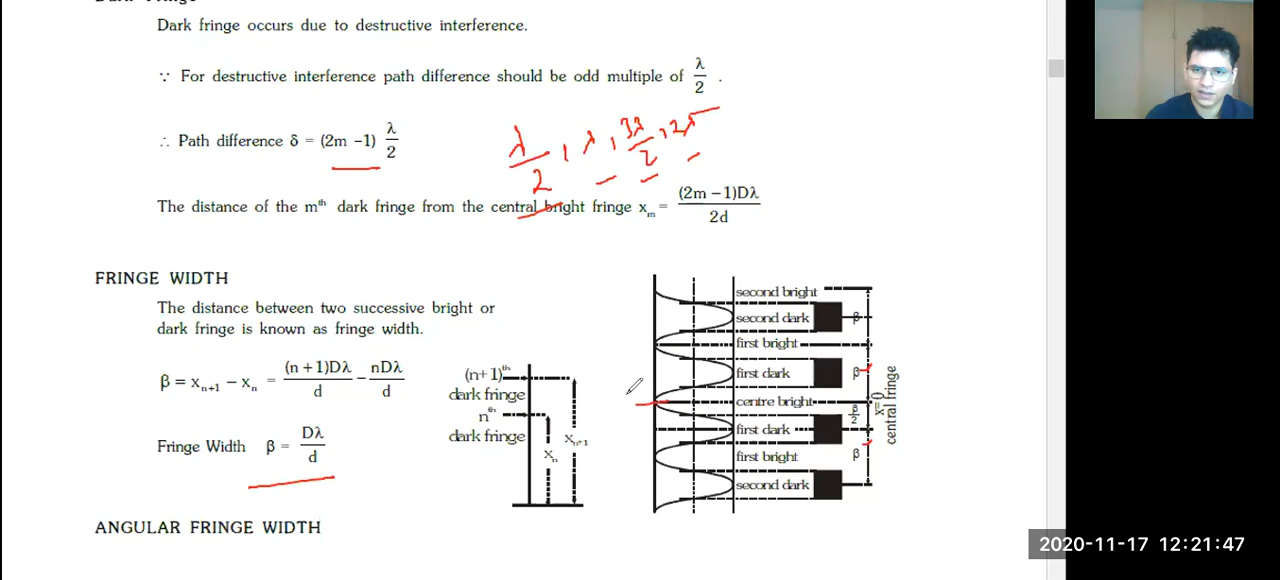 Dark Fringe
Dark fringe occurs due to destructive interference.
∵ For destructive interference path difference should be odd multiple of λ/2 .
∴ Path difference δ = (2m −1) λ/2
λ/2 , λ , 3λ/2 , 2λ
The distance of the mᵗʰ dark fringe from the central bright fringe xₘ = (2m −1)Dλ/2d
FRINGE WIDTH
The distance between two successive bright or
dark fringe is known as fringe width.
β = xₙ₊₁ − xₙ = (n +1)Dλ/d − nDλ/d
Fringe Width β = Dλ/d
(n+1)ᵗʰ
dark fringe
nᵗʰ
dark fringe
xₙ
xₙ₊₁
second bright
second dark β
first bright
first dark β
centre bright
β/2
first dark
first bright β
second dark
x=0
central fringe
ANGULAR FRINGE WIDTH
2020-11-17 12:21:47